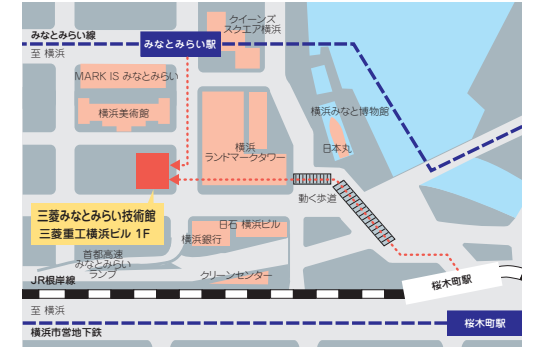 クイーンズ
スクエア横浜
みなとみらい線
みなとみらい駅
至 横浜
MARK IS みなとみらい
横浜美術館
横浜みなと博物館
横浜
ランドマークタワー
日本丸
動く歩道
三菱みなとみらい技術館
三菱重工横浜ビル 1F
日石 横浜ビル
横浜銀行
首都高速
みなとみらい
ランプ
クリーンセンター
JR根岸線
桜木町駅
至 横浜
桜木町駅
横浜市営地下鉄